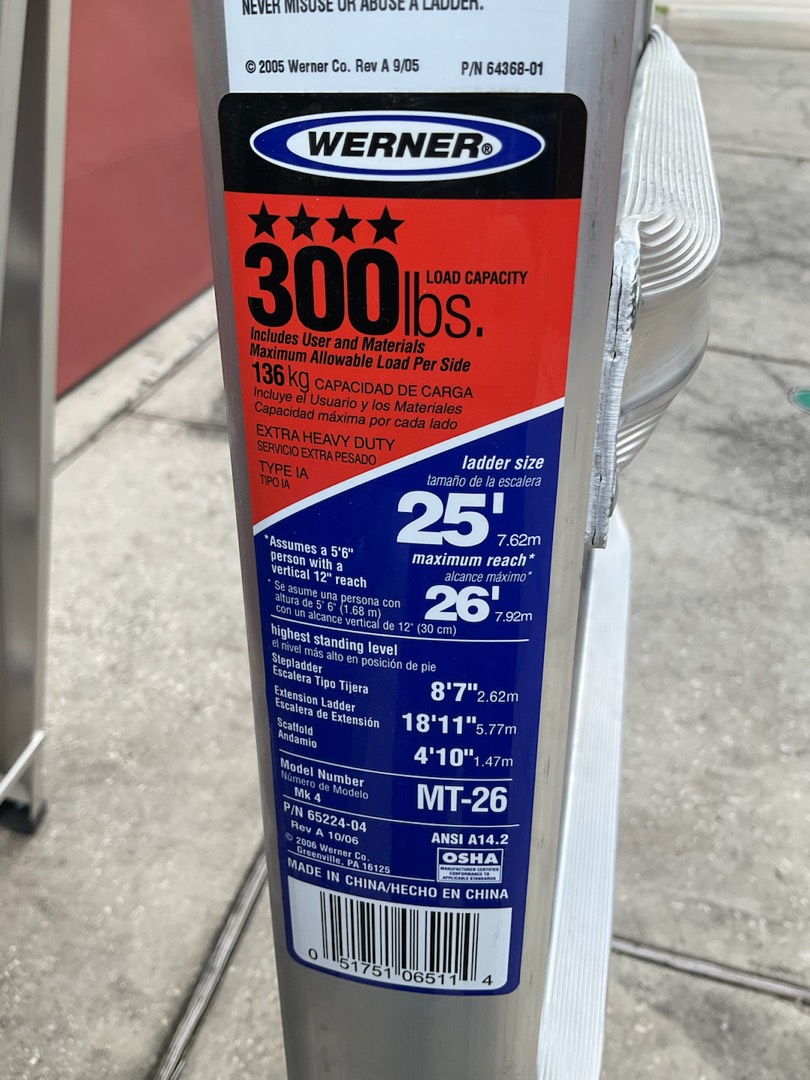 NEVER MISUSE OR ABUSE A LADDER.
© 2005 Werner Co. Rev A 9/05 P/N 64368-01
WERNER®
300 lbs. LOAD CAPACITY
Includes User and Materials
Maximum Allowable Load Per Side
136 kg CAPACIDAD DE CARGA
Incluye el Usuario y los Materiales
Capacidad máxima por cada lado
EXTRA HEAVY DUTY
SERVICIO EXTRA PESADO
TYPE IA
TIPO IA
ladder size
tamaño de la escalera
25' 7.62m
*Assumes a 5'6"
person with a
vertical 12" reach
* Se asume una persona con
altura de 5' 6" (1.68 m)
con un alcance vertical de 12" (30 cm)
maximum reach*
alcance máximo*
26' 7.92m
highest standing level
el nivel más alto en posición de pie
Stepladder
Escalera Tipo Tijera 8'7" 2.62m
Extension Ladder
Escalera de Extensión 18'11" 5.77m
Scaffold
Andamio 4'10" 1.47m
Model Number
Número de Modelo MT-26
Mk 4
P/N 65224-04
Rev A 10/06
© 2006 Werner Co.
Greenville, PA 16125
ANSI A14.2
OSHA
MANUFACTURER CERTIFIED
CONFORMANCE TO
APPLICABLE STANDARDS
MADE IN CHINA/HECHO EN CHINA
0 51751 06511 4